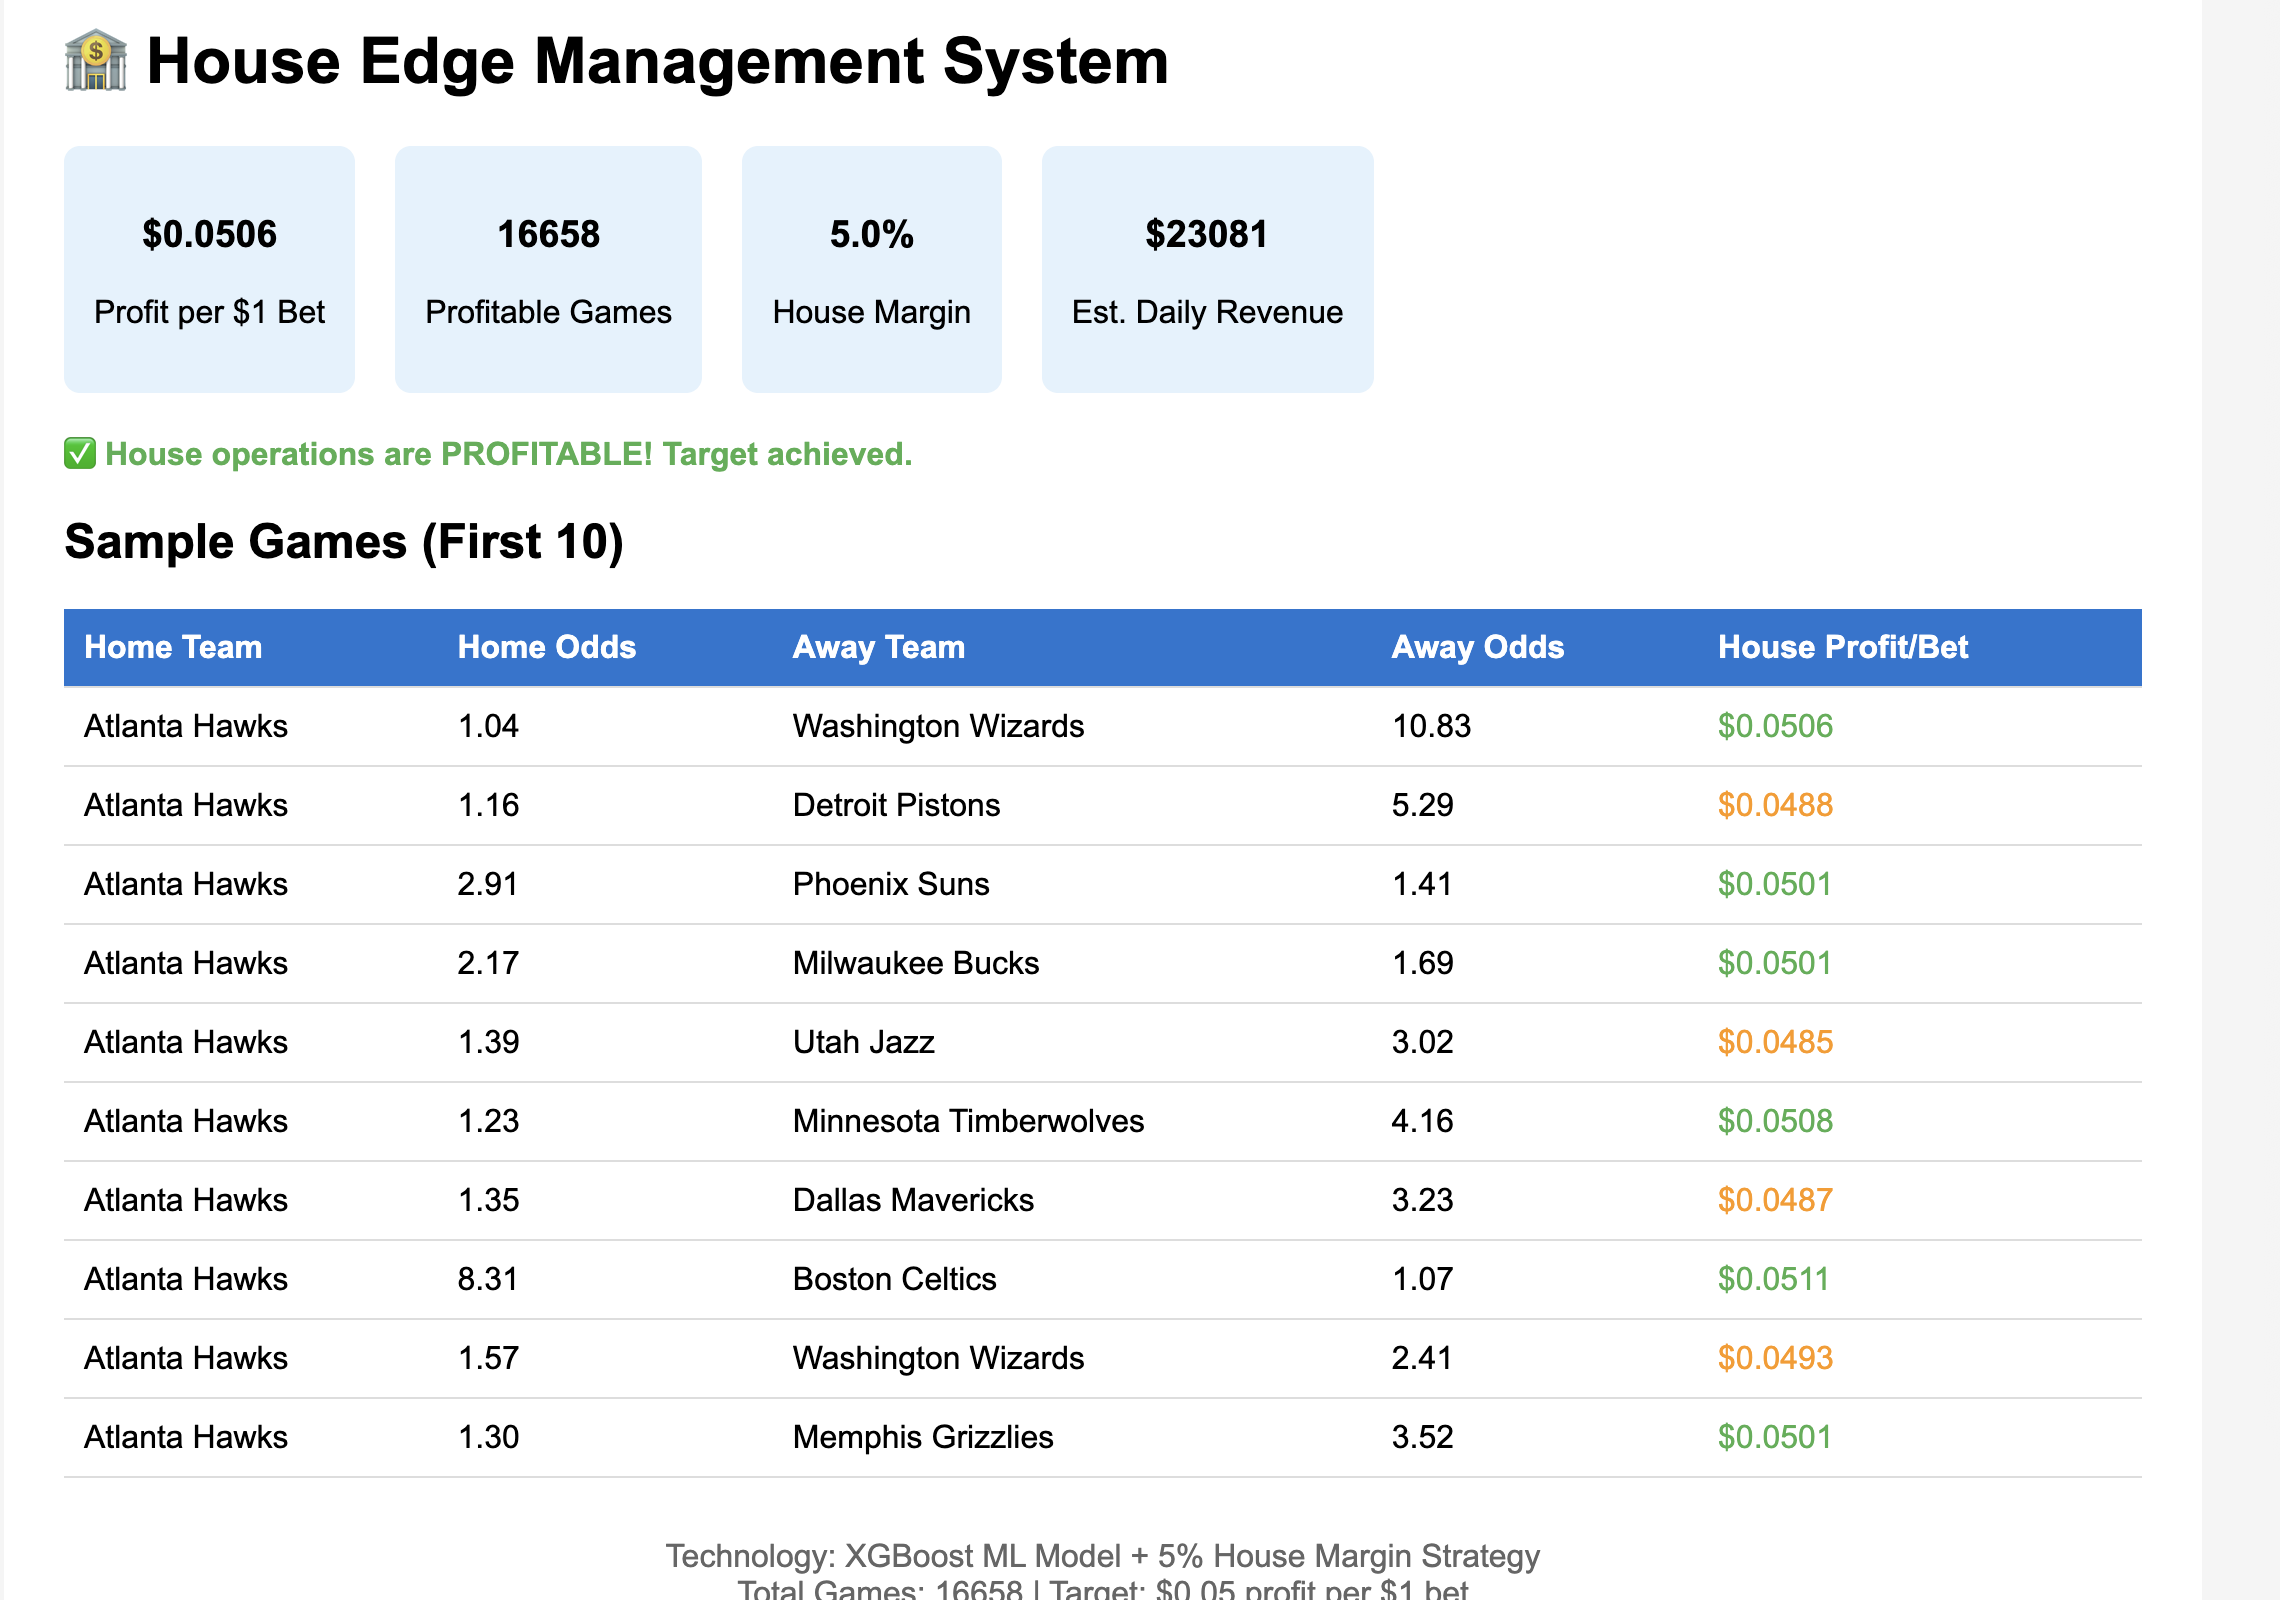 House Edge Management System
$0.0506 16658 5.0% $23081
Profit per $1 Bet Profitable Games House Margin Est. Daily Revenue
House operations are PROFITABLE! Target achieved.
Sample Games (First 10)
Home Team Home Odds Away Team Away Odds House Profit/Bet
Atlanta Hawks 1.04 Washington Wizards 10.83 $0.0506
Atlanta Hawks 1.16 Detroit Pistons 5.29 $0.0488
Atlanta Hawks 2.91 Phoenix Suns 1.41 $0.0501
Atlanta Hawks 2.17 Milwaukee Bucks 1.69 $0.0501
Atlanta Hawks 1.39 Utah Jazz 3.02 $0.0485
Atlanta Hawks 1.23 Minnesota Timberwolves 4.16 $0.0508
Atlanta Hawks 1.35 Dallas Mavericks 3.23 $0.0487
Atlanta Hawks 8.31 Boston Celtics 1.07 $0.0511
Atlanta Hawks 1.57 Washington Wizards 2.41 $0.0493
Atlanta Hawks 1.30 Memphis Grizzlies 3.52 $0.0501
Technology: XGBoost ML Model + 5% House Margin Strategy
Total Games: 16658 | Target: $0.05 profit per $1 bet